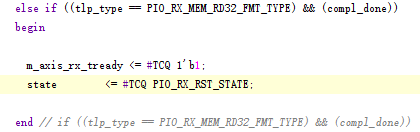 else if ((tlp_type == PIO_RX_MEM_RD32_FMT_TYPE) && (compl_done))
begin
m_axis_rx_tready <= #TCQ 1'b1;
state <= #TCQ PIO_RX_RST_STATE;
end // if ((tlp_type == PIO_RX_MEM_RD32_FMT_TYPE) && (compl_done))